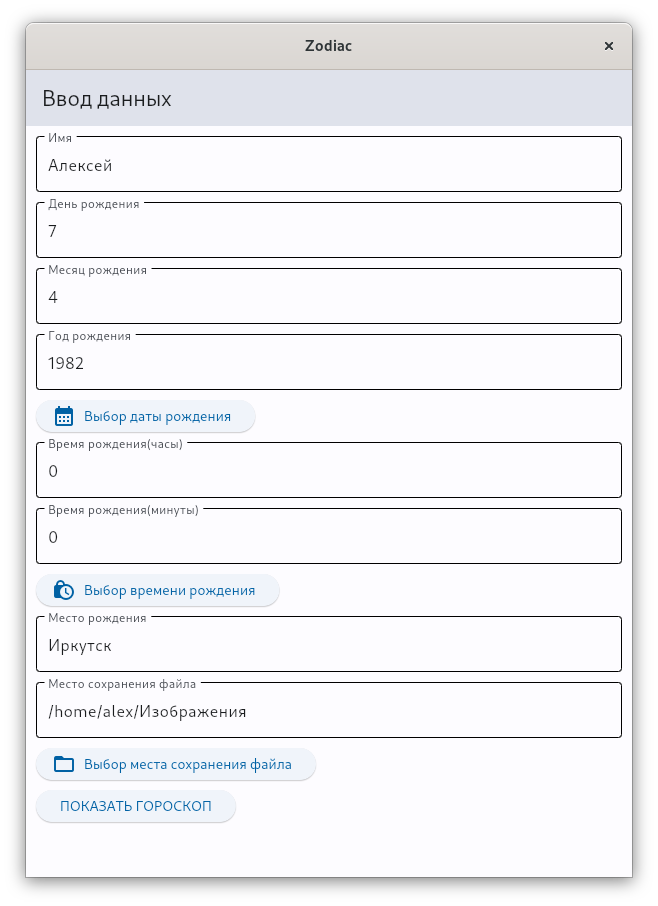 Zodiac
Ввод данных
Имя
Алексей
День рождения
7
Месяц рождения
4
Год рождения
1982
Выбор даты рождения
Время рождения(часы)
0
Время рождения(минуты)
0
Выбор времени рождения
Место рождения
Иркутск
Место сохранения файла
/home/alex/Изображения
Выбор места сохранения файла
ПОКАЗАТЬ ГОРОСКОП